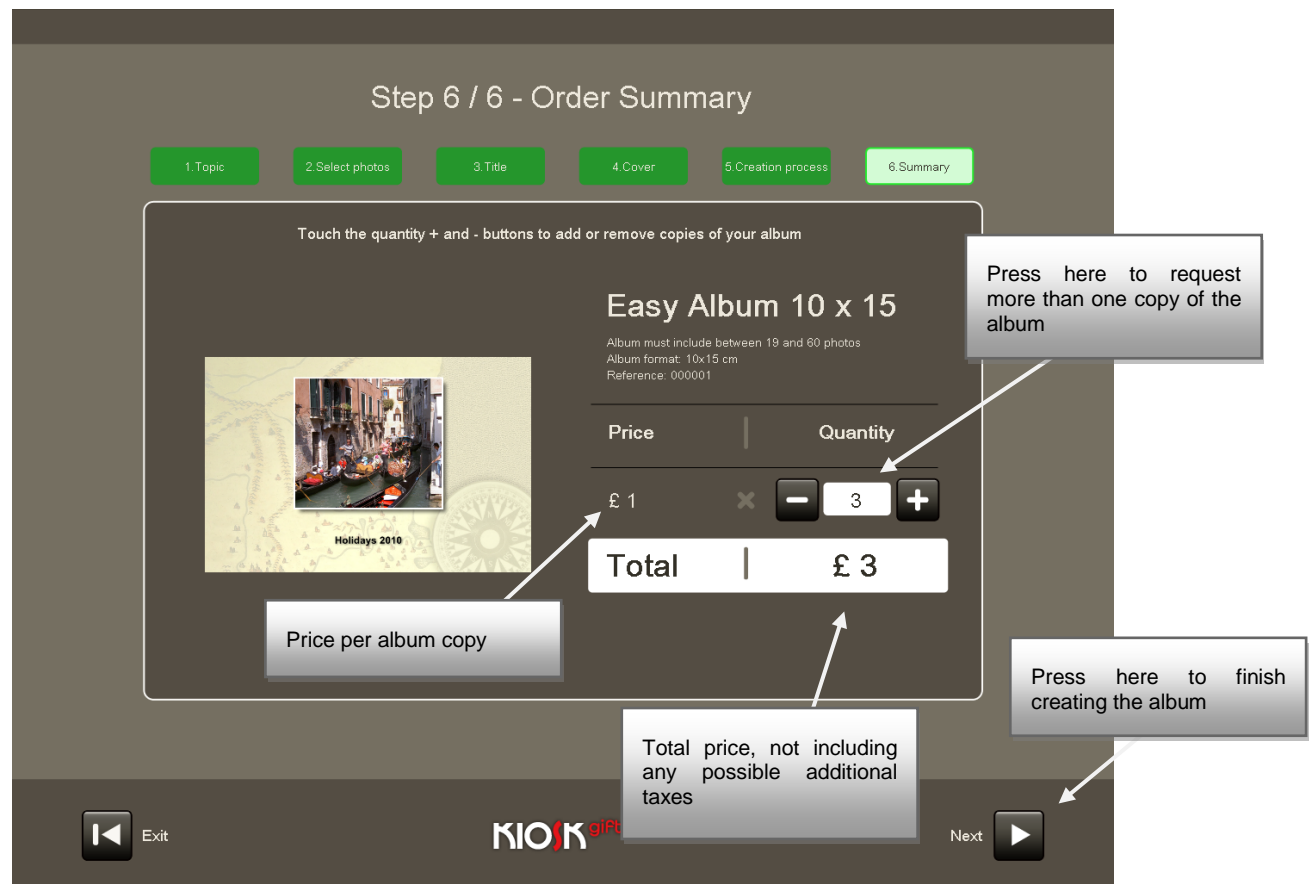 Step 6 / 6 - Order Summary
1.Topic
2.Select photos
3.Title
4.Cover
5.Creation process
6.Summary
Touch the quantity + and - buttons to add or remove copies of your album
Press here to request
more than one copy of the
album
Easy Album 10 x 15
Album must include between 19 and 60 photos
Album format: 10x15 cm
Reference: 000001
Price
Quantity
£ 1
3
Holidays 2010
Total
£ 3
Price per album copy
Press here to finish
creating the album
Total price, not including
any possible additional
taxes
Exit
KIOSK gift
Next